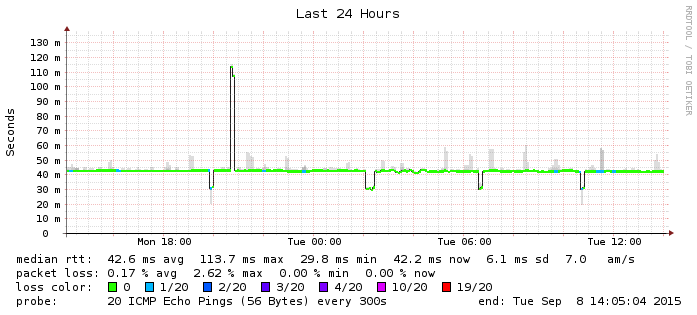 Last 24 Hours
RRDTOOL / TOBI OETIKER
Seconds
130 m
120 m
110 m
100 m
90 m
80 m
70 m
60 m
50 m
40 m
30 m
20 m
10 m
0
Mon 18:00 Tue 00:00 Tue 06:00 Tue 12:00
median rtt: 42.6 ms avg 113.7 ms max 29.8 ms min 42.2 ms now 6.1 ms sd 7.0 am/s
packet loss: 0.17 % avg 2.62 % max 0.00 % min 0.00 % now
loss color: 0 1/20 2/20 3/20 4/20 10/20 19/20
probe: 20 ICMP Echo Pings (56 Bytes) every 300s end: Tue Sep 8 14:05:04 2015